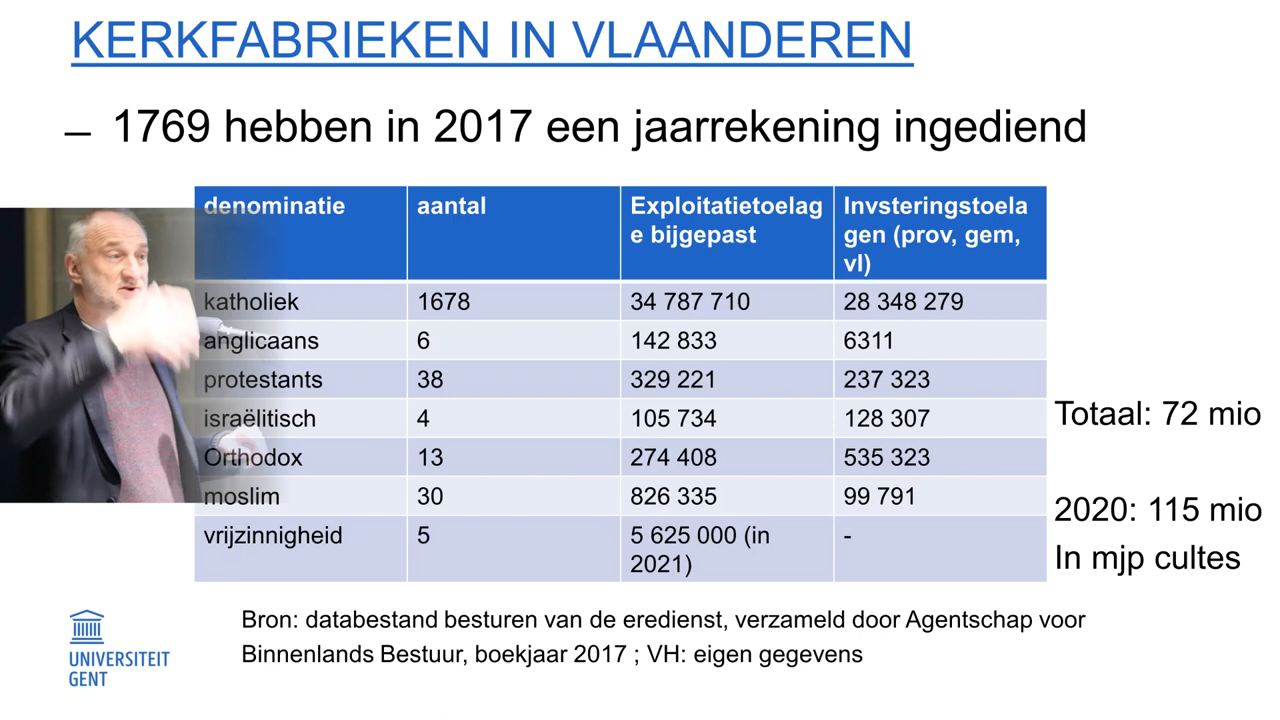 KERKFABRIEKEN IN VLAANDEREN
– 1769 hebben in 2017 een jaarrekening ingediend
denominatie aantal Exploitatietoelag Invsteringstoela
e bijgepast gen (prov, gem,
vl)
katholiek 1678 34 787 710 28 348 279
anglicaans 6 142 833 6311
protestants 38 329 221 237 323
israëlitisch 4 105 734 128 307
Orthodox 13 274 408 535 323
moslim 30 826 335 99 791
vrijzinnigheid 5 5 625 000 (in -
2021)
Totaal: 72 mio
2020: 115 mio
In mjp cultes
Bron: databestand besturen van de eredienst, verzameld door Agentschap voor
Binnenlands Bestuur, boekjaar 2017 ; VH: eigen gegevens
UNIVERSITEIT
GENT